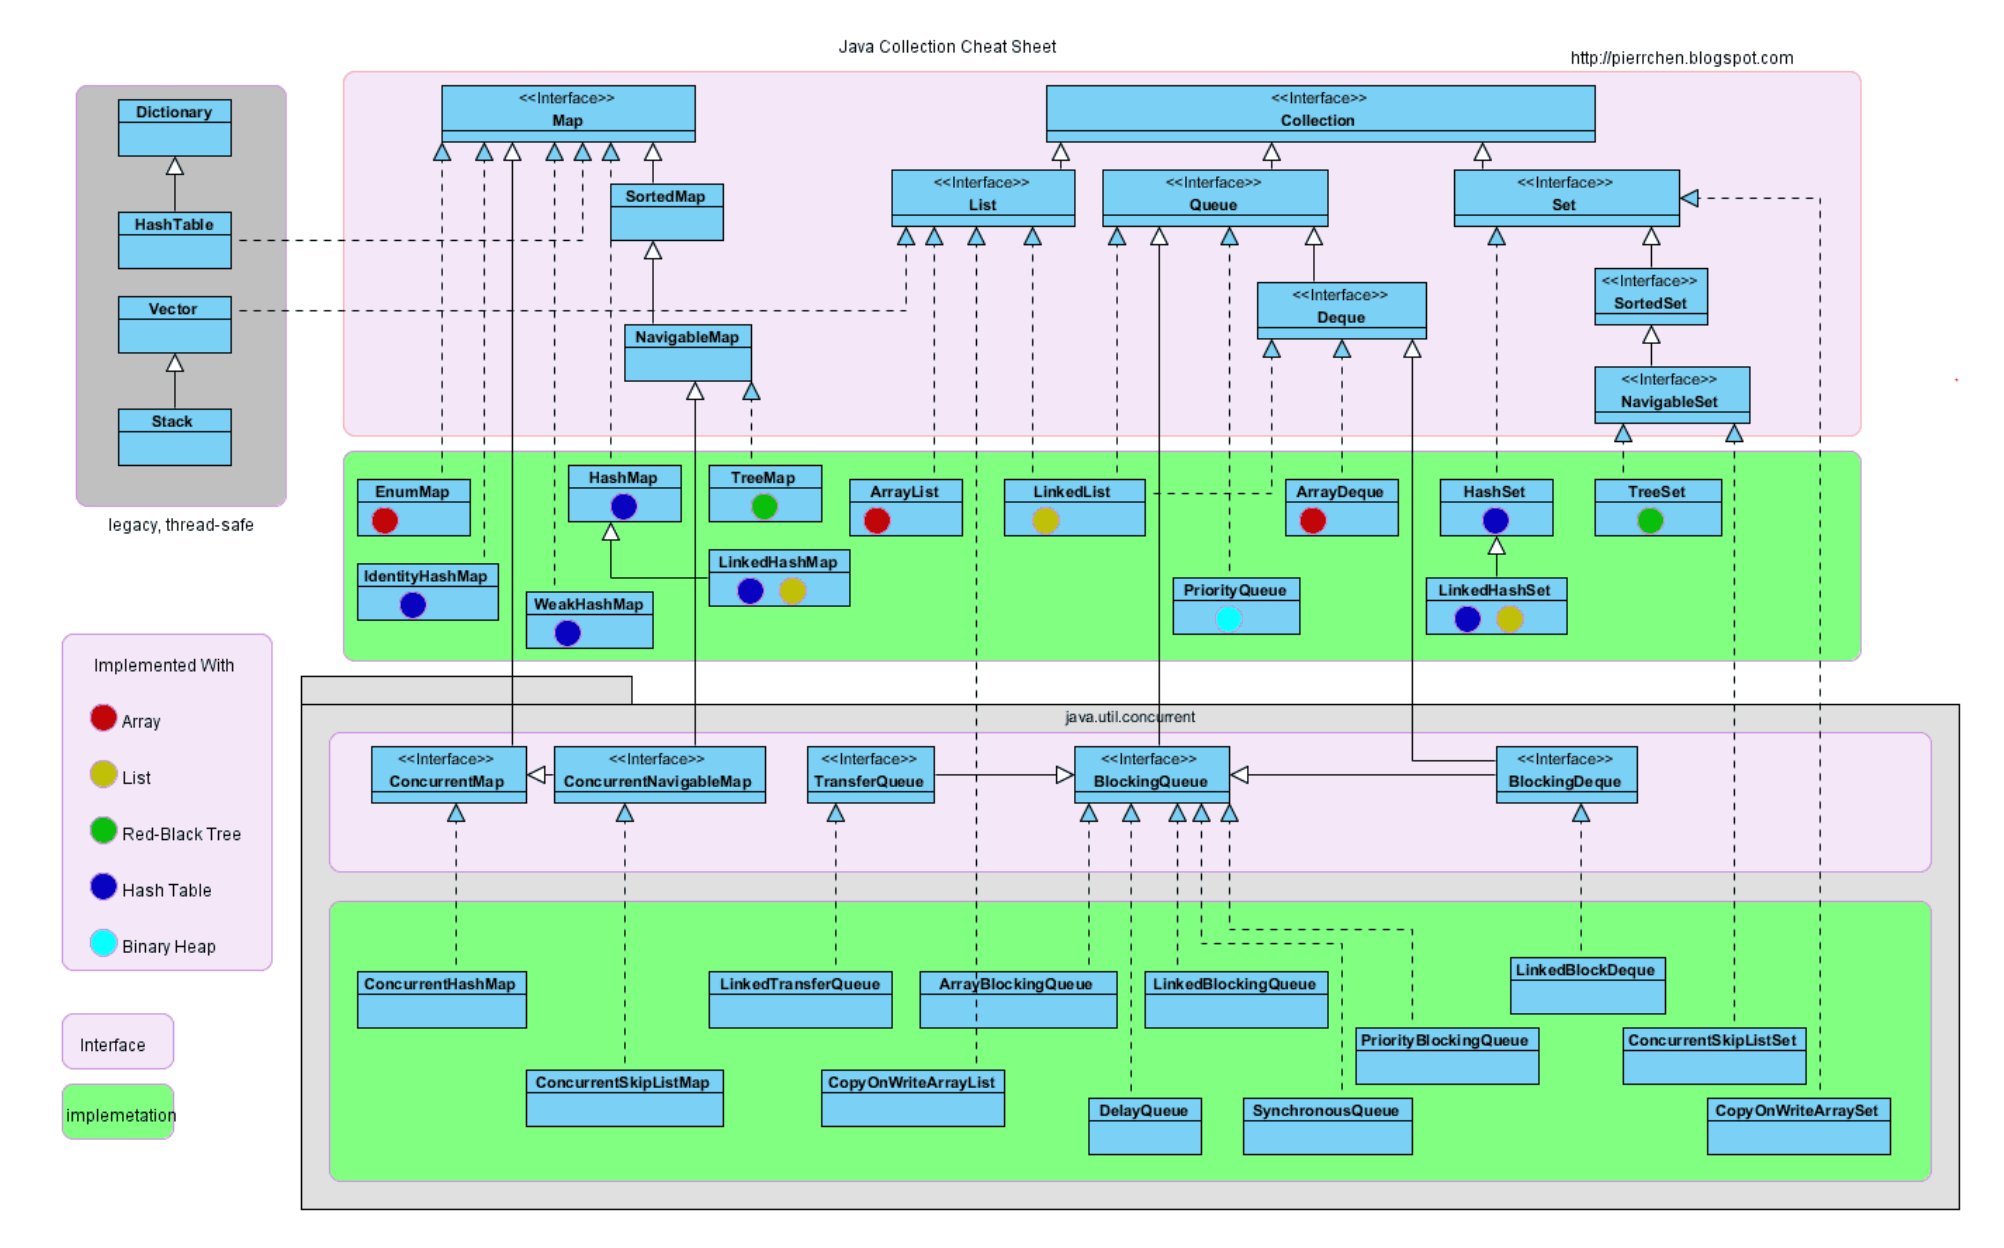 Java Collection Cheat Sheet
http://pierrchen.blogspot.com
Dictionary
HashTable
Vector
Stack
legacy, thread-safe
<<Interface>>
Map
<<Interface>>
Collection
SortedMap
<<Interface>>
List
<<Interface>>
Queue
<<Interface>>
Set
<<Interface>>
SortedSet
<<Interface>>
Deque
NavigableMap
<<Interface>>
NavigableSet
EnumMap
HashMap
TreeMap
ArrayList
LinkedList
ArrayDeque
HashSet
TreeSet
IdentityHashMap
WeakHashMap
LinkedHashMap
PriorityQueue
LinkedHashSet
Implemented With
Array
List
Red-Black Tree
Hash Table
Binary Heap
Interface
implemetation
java.util.concurrent
<<Interface>>
ConcurrentMap
<<Interface>>
ConcurrentNavigableMap
<<Interface>>
TransferQueue
<<Interface>>
BlockingQueue
<<Interface>>
BlockingDeque
ConcurrentHashMap
LinkedTransferQueue
ArrayBlockingQueue
LinkedBlockingQueue
LinkedBlockDeque
PriorityBlockingQueue
ConcurrentSkipListSet
ConcurrentSkipListMap
CopyOnWriteArrayList
DelayQueue
SynchronousQueue
CopyOnWriteArraySet